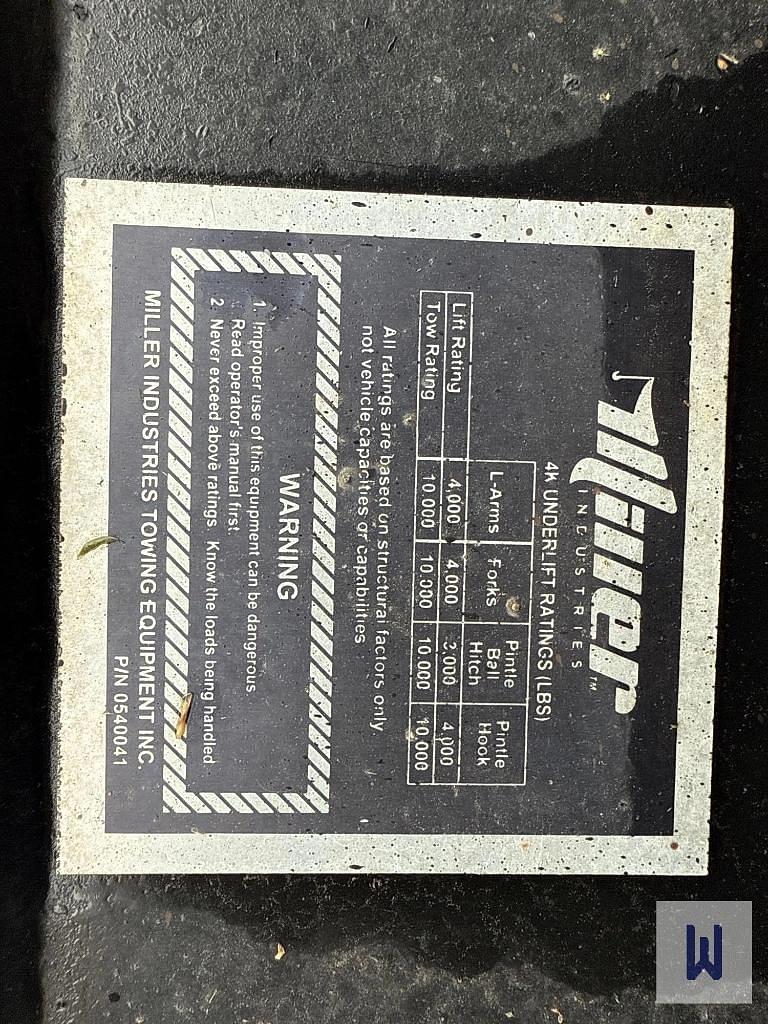 Miller
INDUSTRIES™
4K UNDERLIFT RATINGS (LBS)
L-Arms Forks Pintle Ball Hitch Pintle Hook
Lift Rating 4,000 4,000 3,000 4,000
Tow Rating 10,000 10,000 10,000 10,000
All ratings are based on structural factors only
not vehicle capacities or capabilities
WARNING
1. Improper use of this equipment can be dangerous.
Read operator's manual first.
2. Never exceed above ratings. Know the loads being handled
MILLER INDUSTRIES TOWING EQUIPMENT INC.
P/N 0540041
W